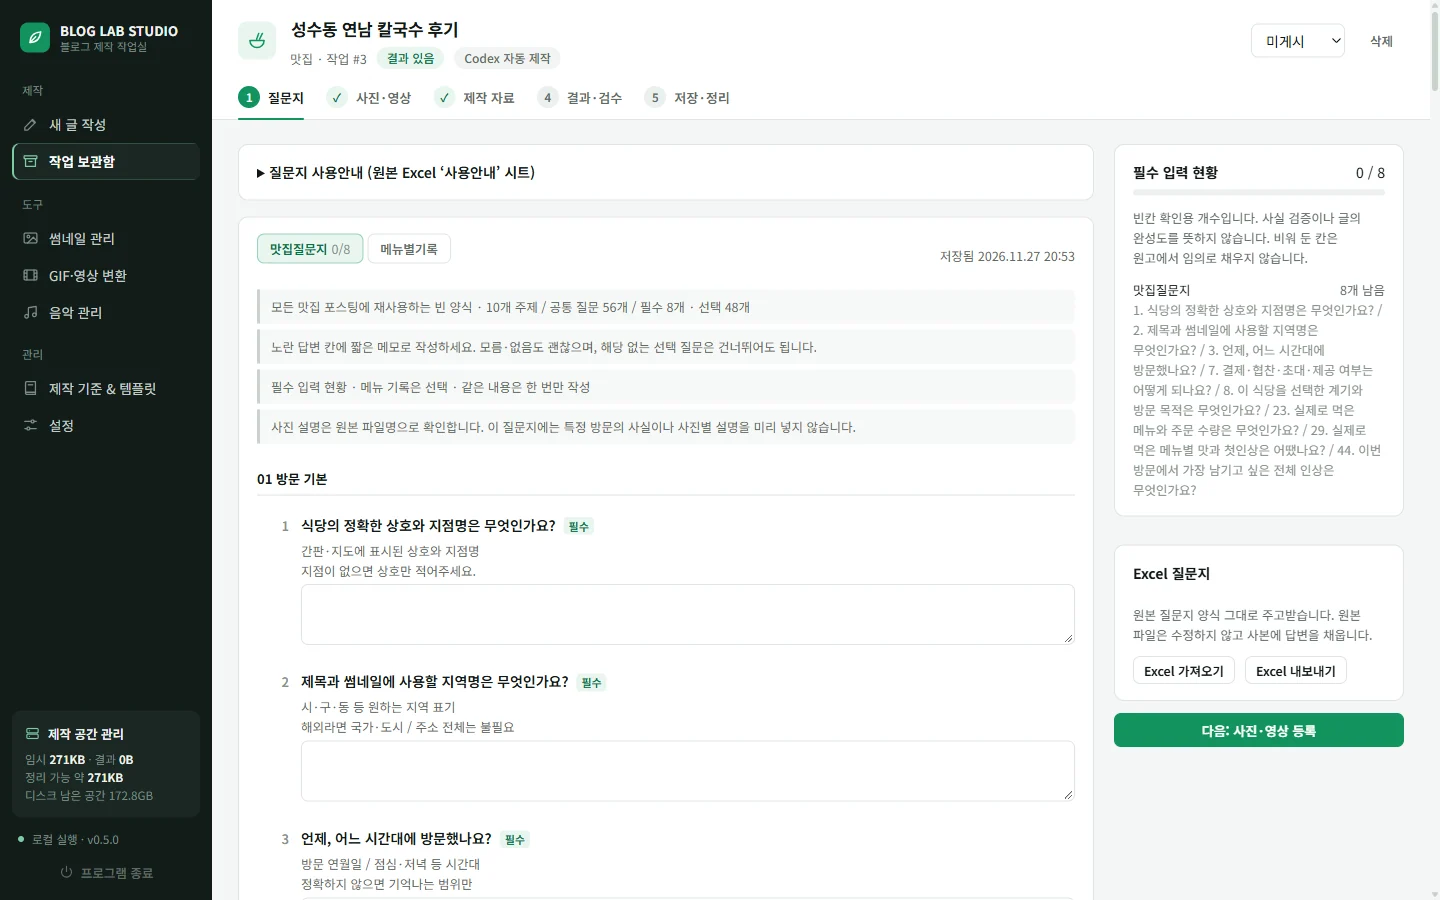 BLOG LAB STUDIO
블로그 제작 작업실
제작
새 글 작성
작업 보관함
도구
썸네일 관리
GIF·영상 변환
음악 관리
관리
제작 기준 & 템플릿
설정
제작 공간 관리
임시 271KB · 결과 0B
정리 가능 약 271KB
디스크 남은 공간 172.8GB
로컬 실행 · v0.5.0
프로그램 종료
성수동 연남 칼국수 후기
맛집 · 작업 #3 결과 있음 Codex 자동 제작
미게시
삭제
1 질문지 ✓ 사진·영상 ✓ 제작 자료 4 결과·검수 5 저장·정리
▶ 질문지 사용안내 (원본 Excel ‘사용안내’ 시트)
맛집질문지 0/8 메뉴별기록
저장됨 2026.11.27 20:53
모든 맛집 포스팅에 재사용하는 빈 양식 · 10개 주제 / 공통 질문 56개 / 필수 8개 · 선택 48개
노란 답변 칸에 짧은 메모로 작성하세요. 모름·없음도 괜찮으며, 해당 없는 선택 질문은 건너뛰어도 됩니다.
필수 입력 현황 · 메뉴 기록은 선택 · 같은 내용은 한 번만 작성
사진 설명은 원본 파일명으로 확인합니다. 이 질문지에는 특정 방문의 사실이나 사진별 설명을 미리 넣지 않습니다.
01 방문 기본
1 식당의 정확한 상호와 지점명은 무엇인가요? 필수
간판·지도에 표시된 상호와 지점명
지점이 없으면 상호만 적어주세요.
2 제목과 썸네일에 사용할 지역명은 무엇인가요? 필수
시·구·동 등 원하는 지역 표기
해외라면 국가·도시 / 주소 전체는 불필요
3 언제, 어느 시간대에 방문했나요? 필수
방문 연월일 / 점심·저녁 등 시간대
정확하지 않으면 기억나는 범위만
필수 입력 현황 0 / 8
빈칸 확인용 개수입니다. 사실 검증이나 글의
완성도를 뜻하지 않습니다. 비워 둔 칸은
원고에서 임의로 채우지 않습니다.
맛집질문지 8개 남음
1. 식당의 정확한 상호와 지점명은 무엇인가요? /
2. 제목과 썸네일에 사용할 지역명은
무엇인가요? / 3. 언제, 어느 시간대에
방문했나요? / 7. 결제·협찬·초대·제공 여부는
어떻게 되나요? / 8. 이 식당을 선택한 계기와
방문 목적은 무엇인가요? / 23. 실제로 먹은
메뉴와 주문 수량은 무엇인가요? / 29. 실제로
먹은 메뉴별 맛과 첫인상은 어땠나요? / 44. 이번
방문에서 가장 남기고 싶은 전체 인상은
무엇인가요?
Excel 질문지
원본 질문지 양식 그대로 주고받습니다. 원본
파일은 수정하지 않고 사본에 답변을 채웁니다.
Excel 가져오기 Excel 내보내기
다음: 사진·영상 등록